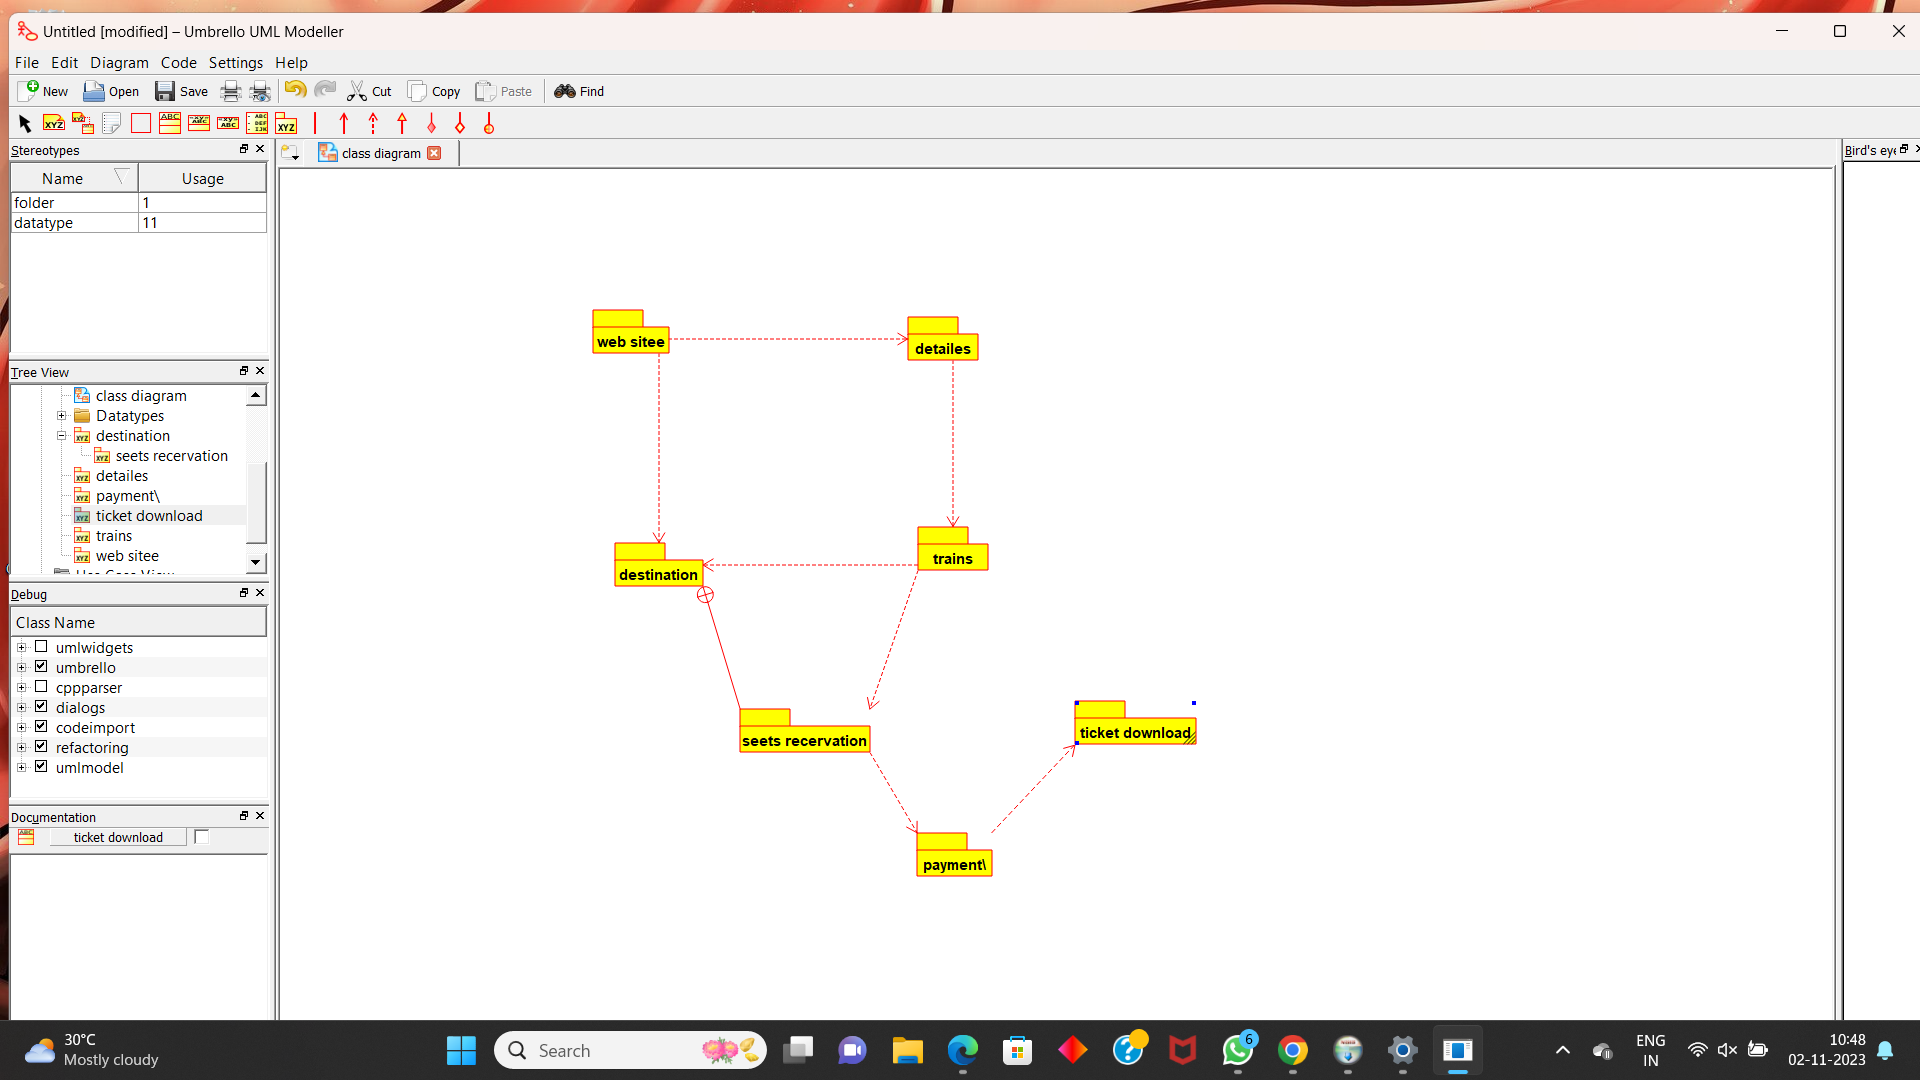 Untitled [modified] – Umbrello UML Modeller
File Edit Diagram Code Settings Help
New Open Save Cut Copy Paste Find
XYZ ABC XYZ
Stereotypes
Name Usage
folder 1
datatype 11
Tree View
class diagram
Datatypes
destination
seets recervation
detailes
payment\
ticket download
trains
web sitee
Debug
Class Name
umlwidgets
umbrello
cppparser
dialogs
codeimport
refactoring
umlmodel
Documentation
ticket download
class diagram
Bird's eye
web sitee
detailes
destination
trains
seets recervation
ticket download
payment\
30°C
Mostly cloudy
Search
6
ENG
IN
10:48
02-11-2023